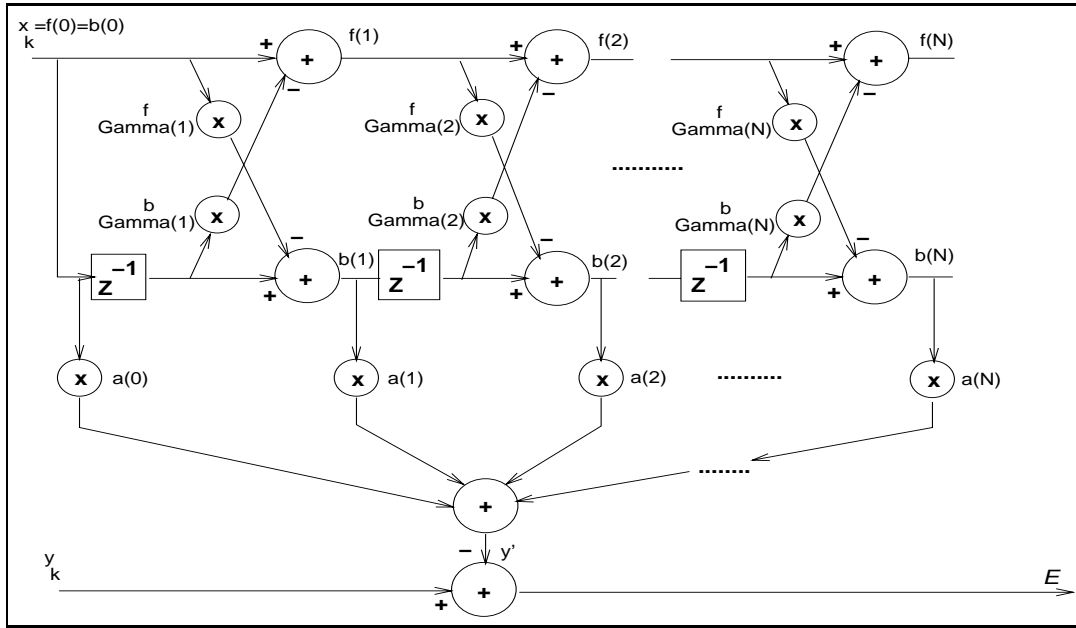 x =f(0)=b(0)
k
+ f(1) + f(2) + f(N)
+ + +
− − −
f f f
Gamma(1) x Gamma(2) x Gamma(N) x
...........
b b b
Gamma(1) x Gamma(2) x Gamma(N) x
− − −
b(1) b(2) b(N)
Z⁻¹ + Z⁻¹ + Z⁻¹ +
+ + +
x a(0) x a(1) x a(2) .......... x a(N)
........
+
− y'
y
k
+ +
E